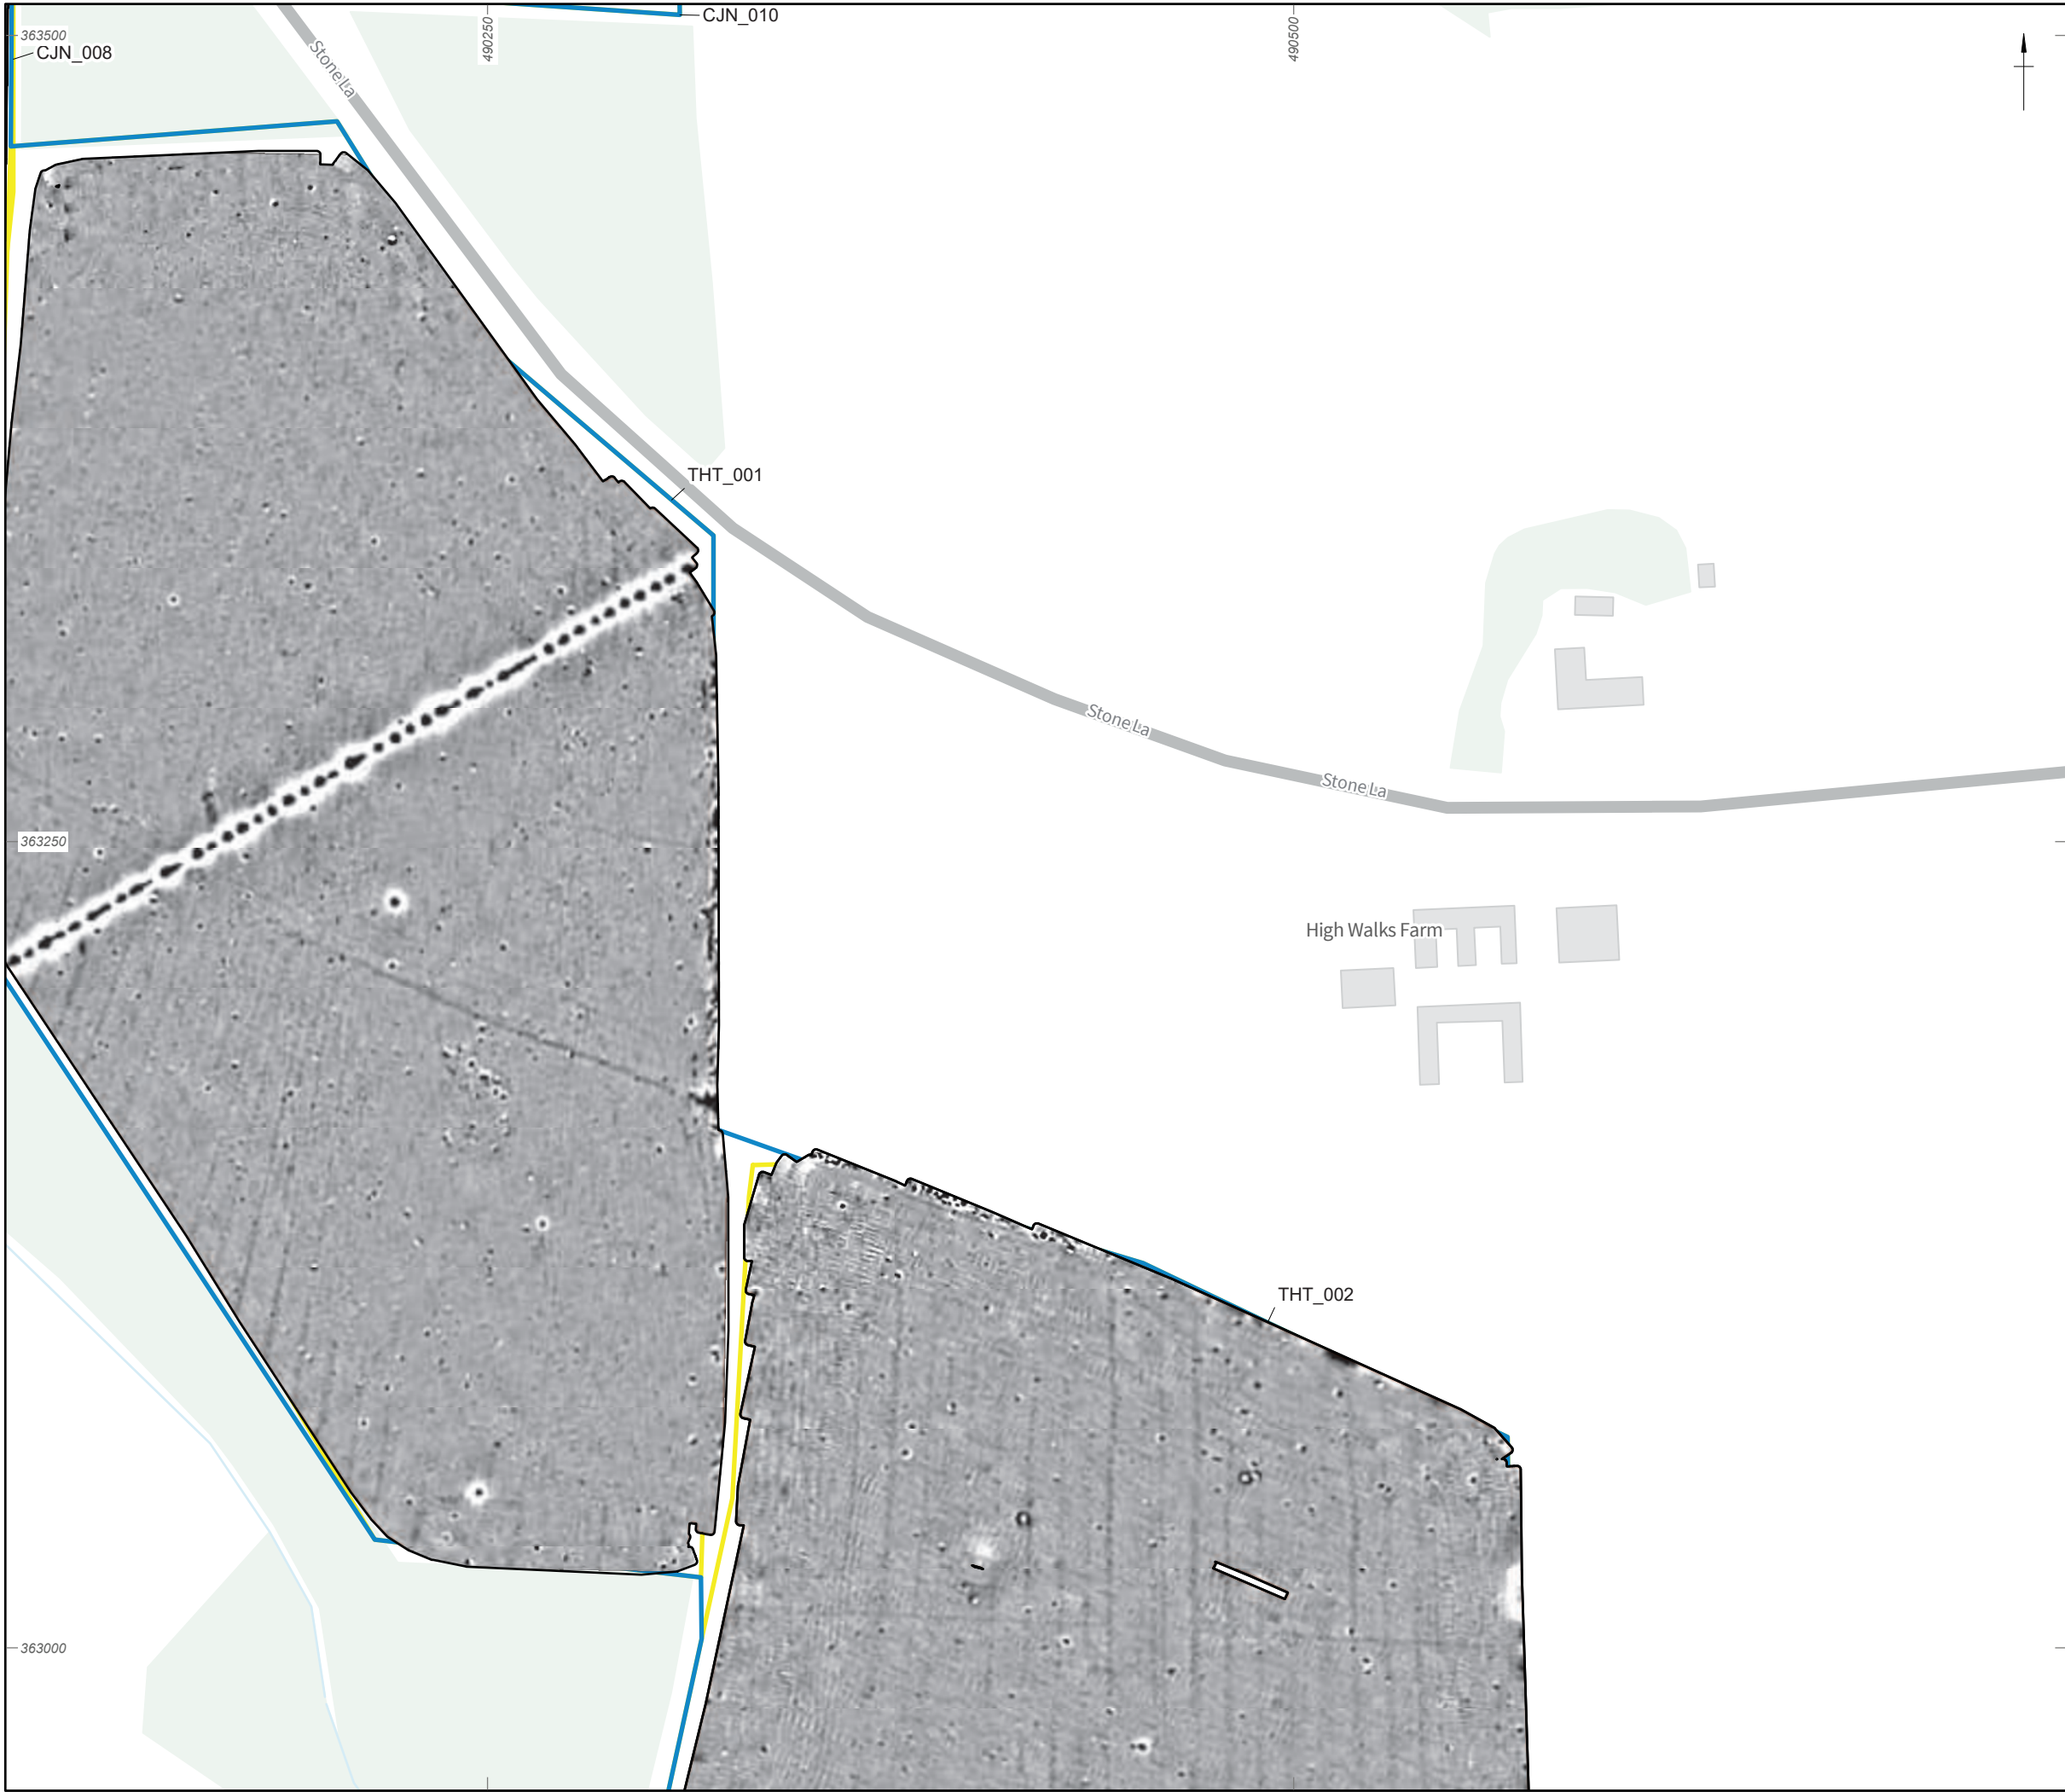 CJN_010
490250
490500
363500
CJN_008
Stone La
THT_001
Stone La
Stone La
363250
High Walks Farm
THT_002
363000